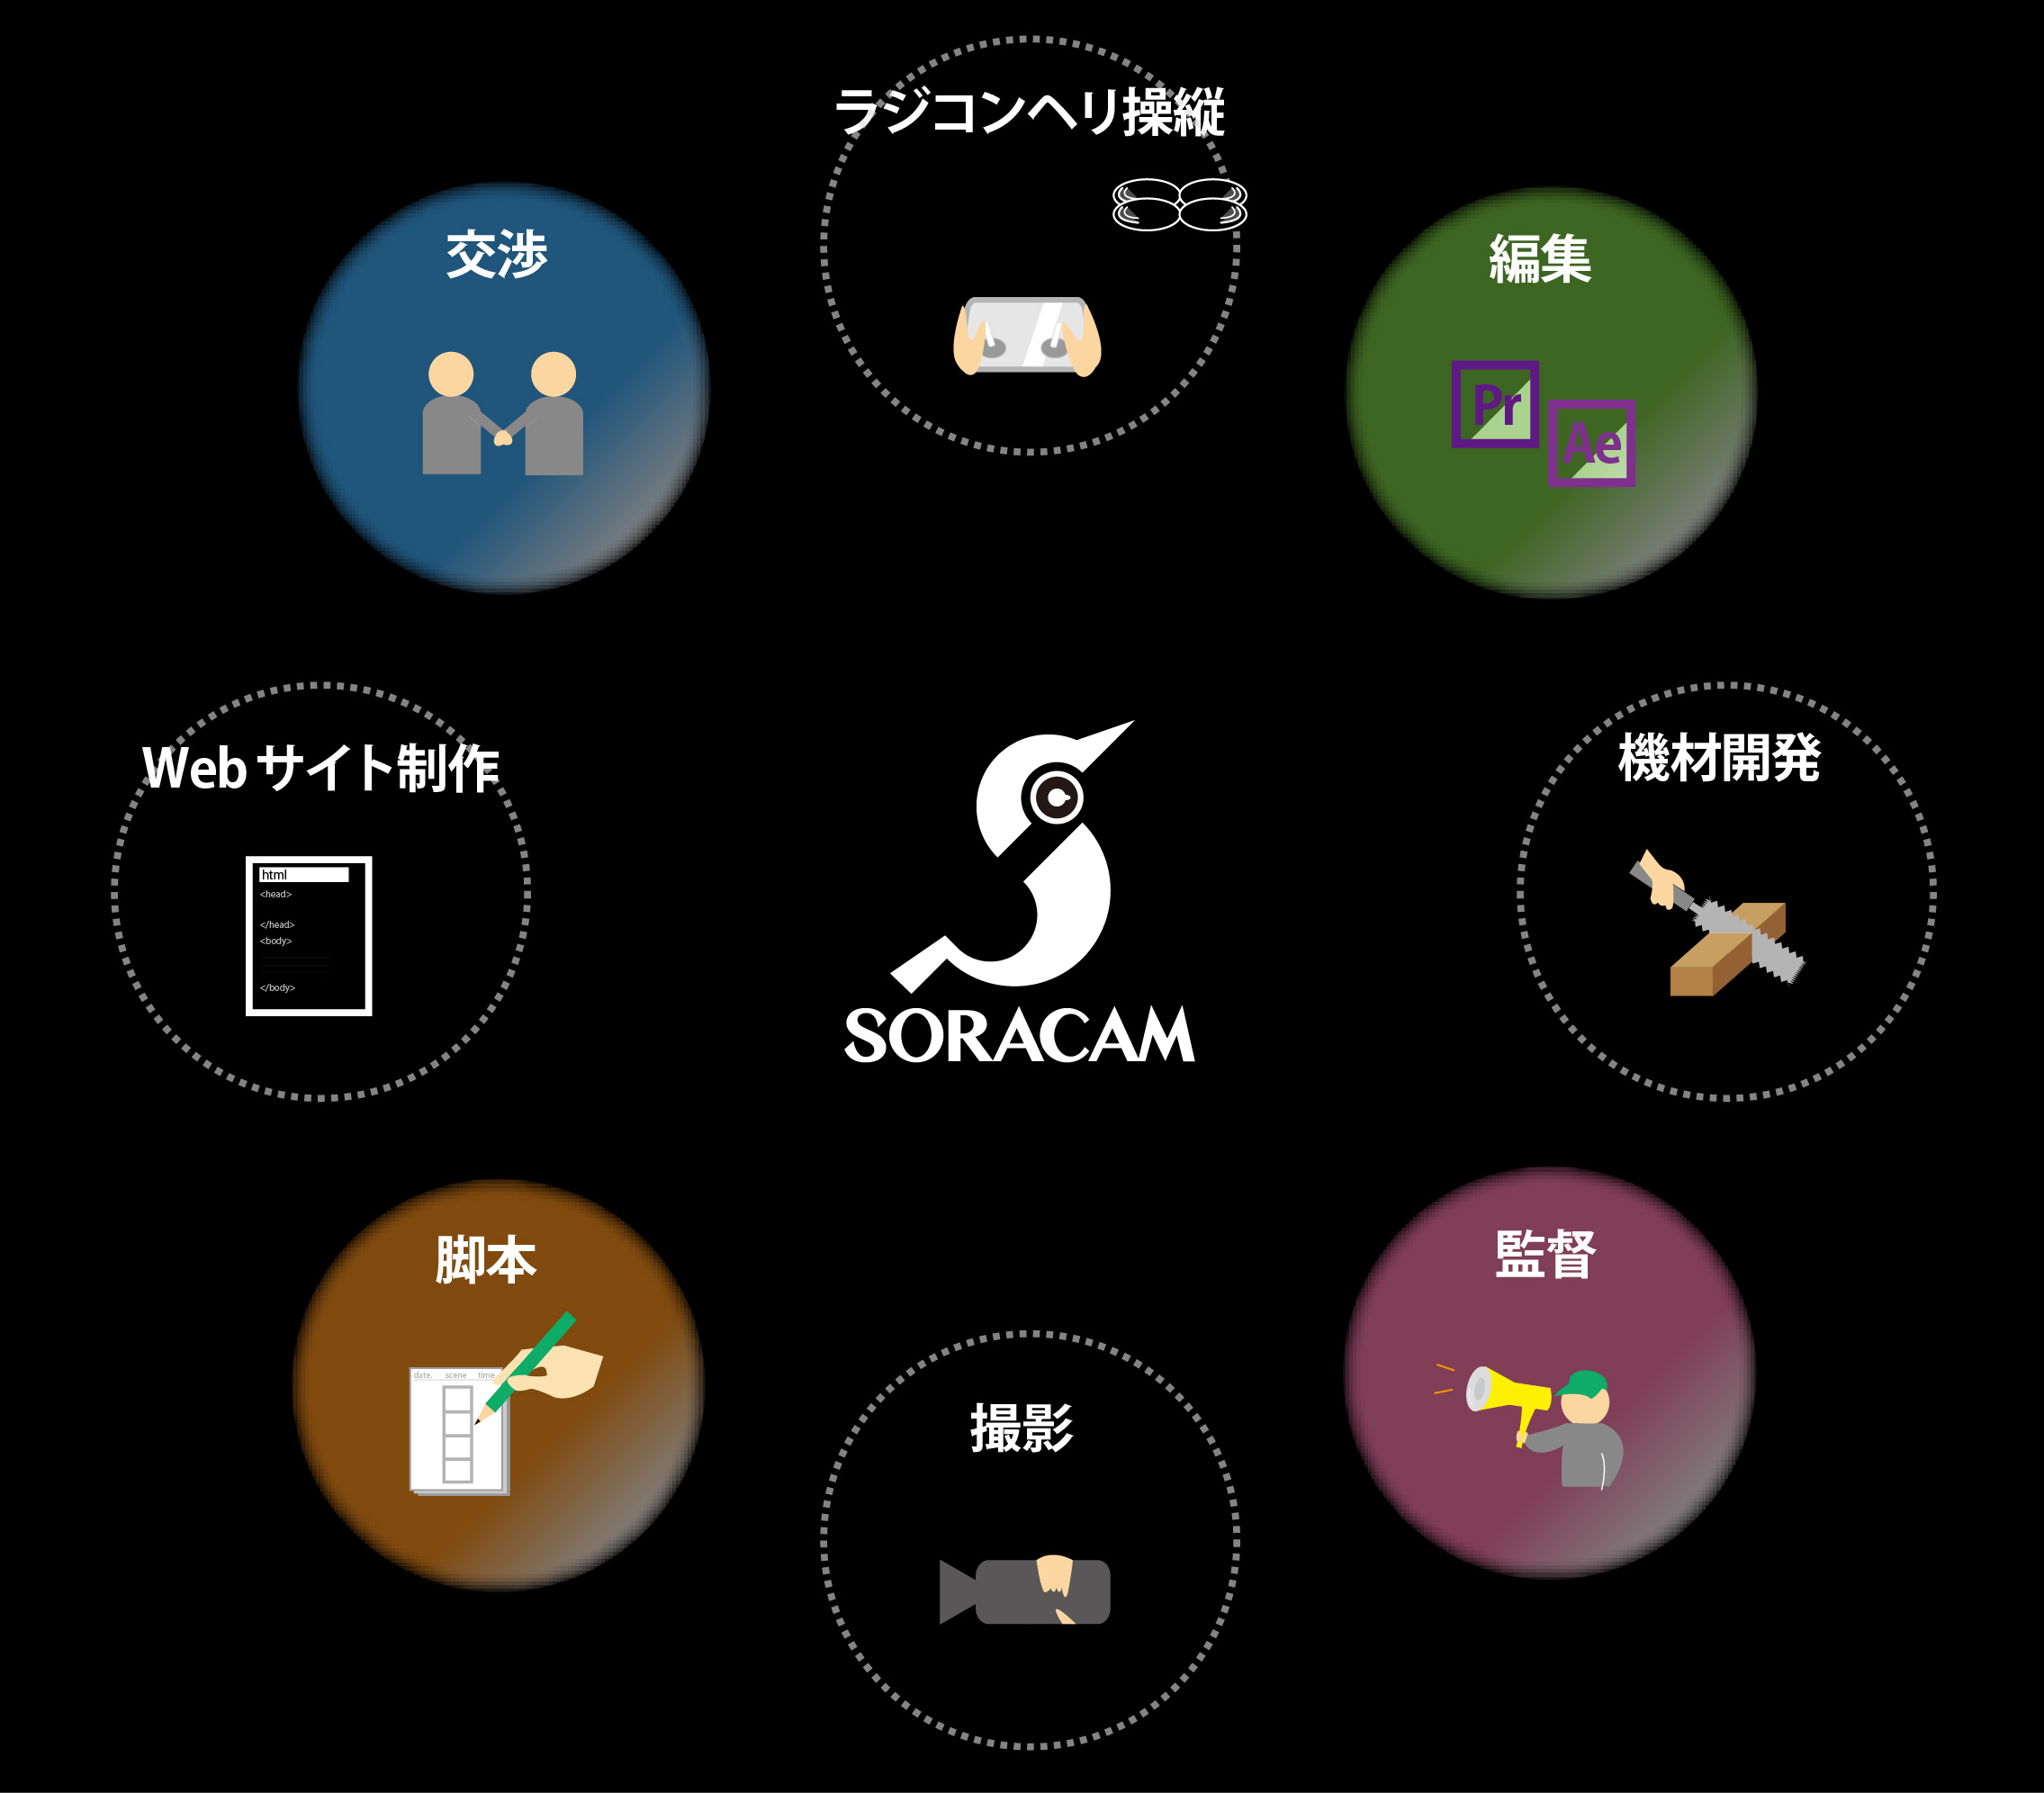 ラジコンヘリ操縦
交渉
編集
Pr
Ae
Webサイト制作
機材開発
html
<head>
</head>
<body>
</body>
SORACAM
脚本
監督
date. scene time
撮影